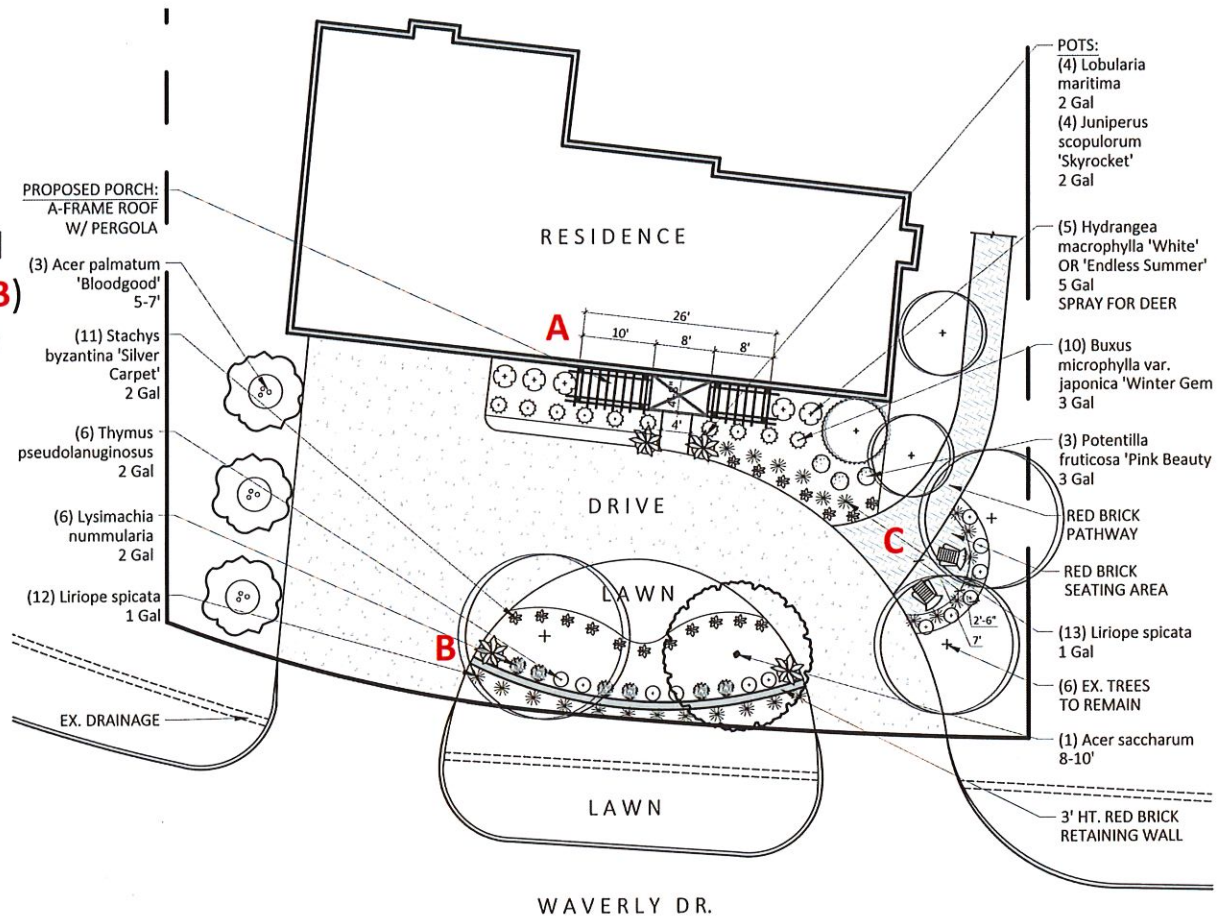 PROPOSED PORCH:
A-FRAME ROOF
W/ PERGOLA
3)
(3) Acer palmatum
'Bloodgood'
5-7'
(11) Stachys
byzantina 'Silver
Carpet'
2 Gal
(6) Thymus
pseudolanuginosus
2 Gal
(6) Lysimachia
nummularia
2 Gal
(12) Liriope spicata
1 Gal
EX. DRAINAGE
RESIDENCE
A
26'
10'
8'
8'
4'
DRIVE
LAWN
B
C
2'-6"
7'
LAWN
WAVERLY DR.
POTS:
(4) Lobularia
maritima
2 Gal
(4) Juniperus
scopulorum
'Skyrocket'
2 Gal
(5) Hydrangea
macrophylla 'White'
OR 'Endless Summer'
5 Gal
SPRAY FOR DEER
(10) Buxus
microphylla var.
japonica 'Winter Gem
3 Gal
(3) Potentilla
fruticosa 'Pink Beauty
3 Gal
RED BRICK
PATHWAY
RED BRICK
SEATING AREA
(13) Liriope spicata
1 Gal
(6) EX. TREES
TO REMAIN
(1) Acer saccharum
8-10'
3' HT. RED BRICK
RETAINING WALL